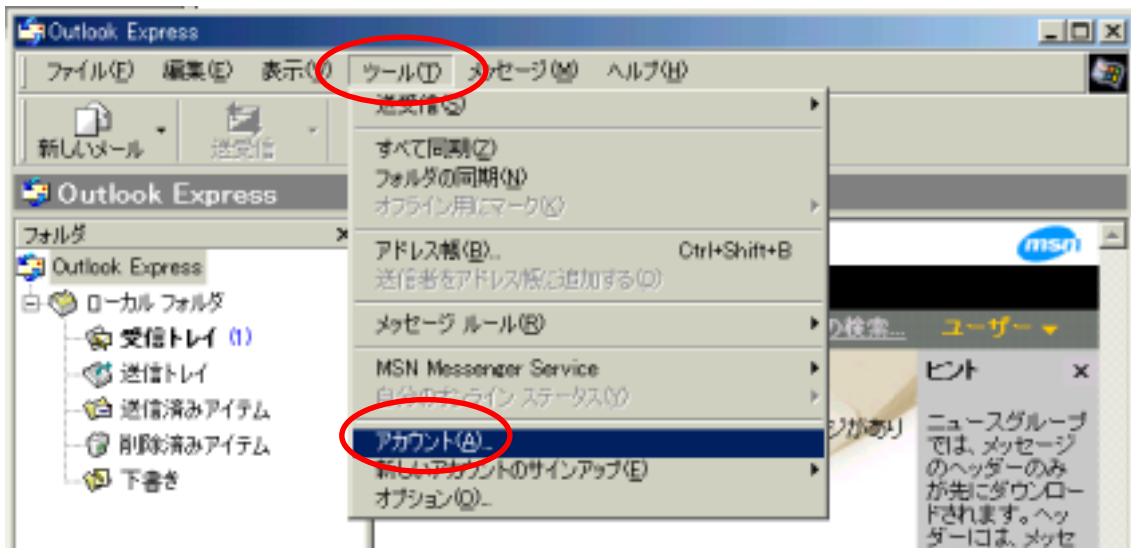 Outlook Express
ファイル(F) 編集(E) 表示(V) ツール(T) メッセージ(M) ヘルプ(H)
新しいメール 送受信
送受信(S)
すべて同期(Z)
フォルダの同期(N)
オフライン用にマーク(K)
アドレス帳(B)... Ctrl+Shift+B
送信者をアドレス帳に追加する(D)
メッセージ ルール(R)
MSN Messenger Service
自分のオンライン ステータス(Y)
アカウント(A)...
新しいアカウントのサインアップ(E)
オプション(O)...
Outlook Express
フォルダ ×
Outlook Express
ローカル フォルダ
受信トレイ (1)
送信トレイ
送信済みアイテム
削除済みアイテム
下書き
msn
の検索... ユーザー
ジがあり
ヒント ×
ニュースグループ
では、メッセージ
のヘッダーのみ
が先にダウンロー
ドされます。ヘッ
ダーには、メッセ